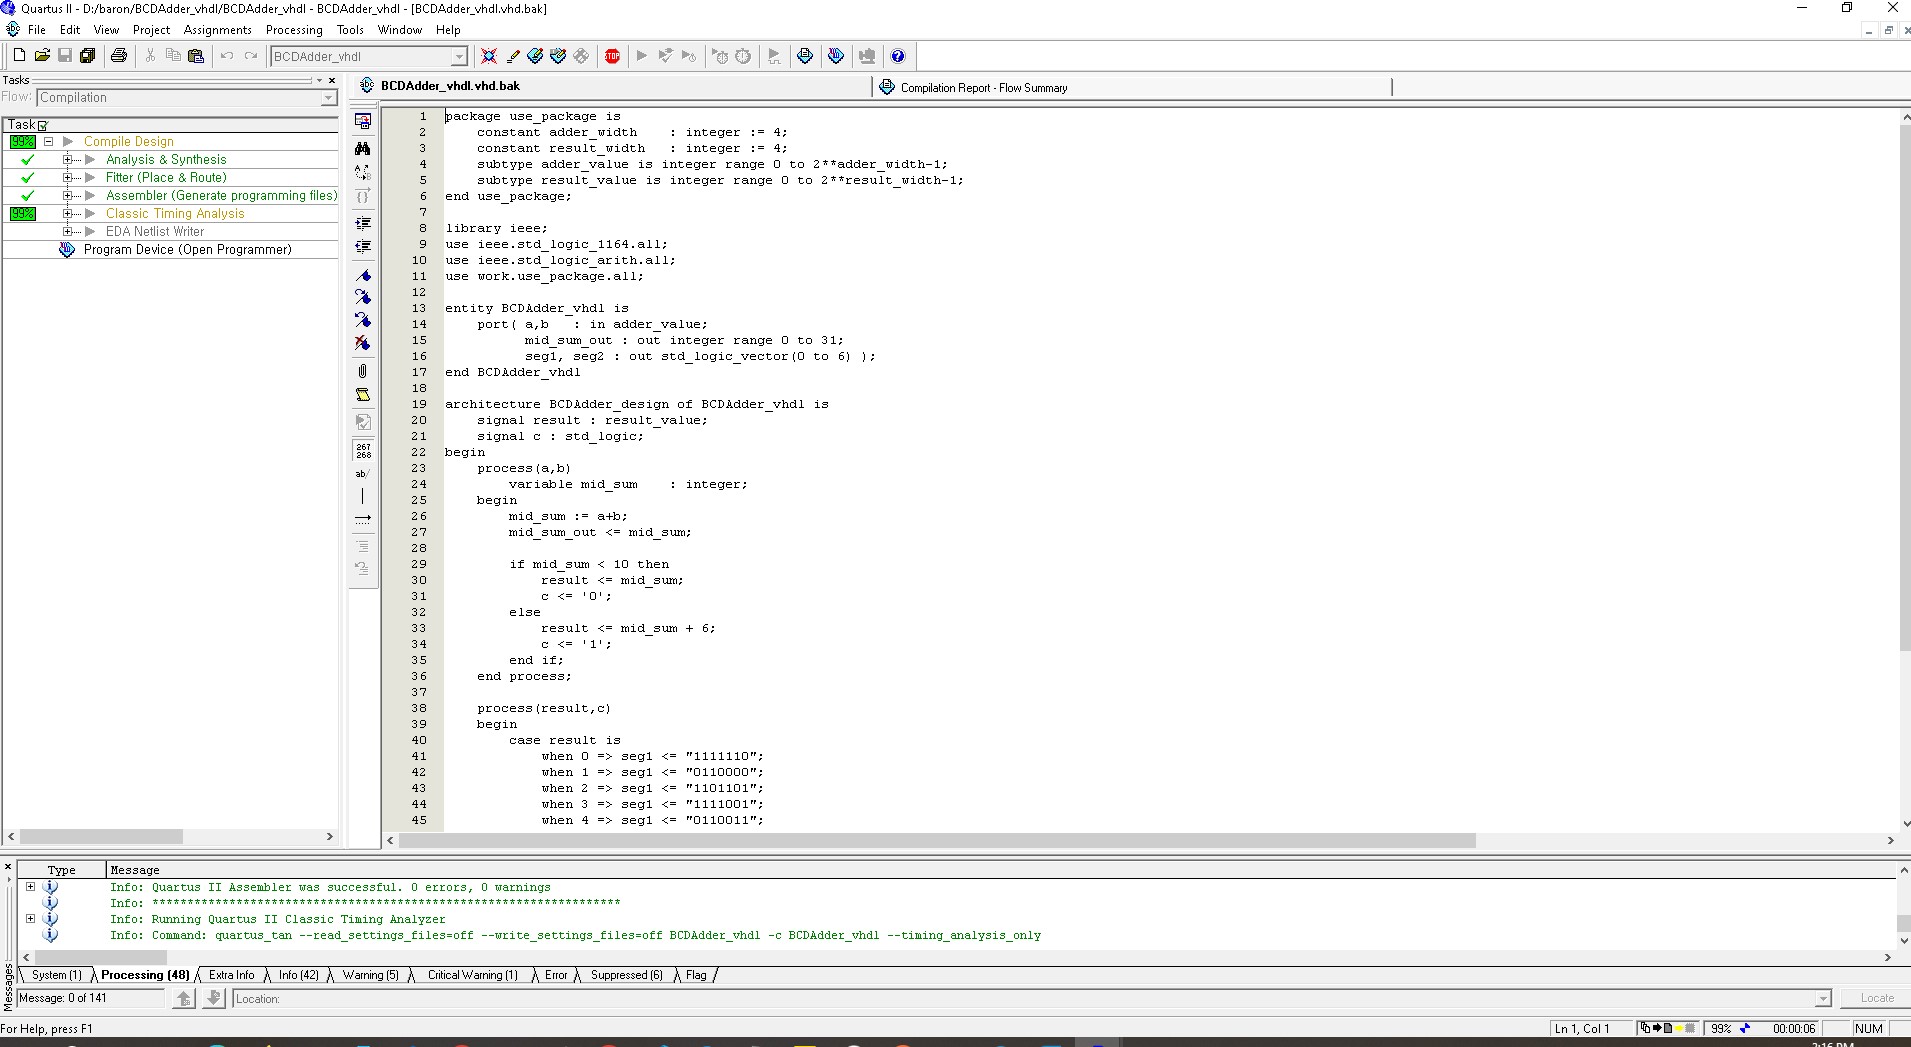 Quartus II - D:/baron/BCDAdder_vhdl/BCDAdder_vhdl - BCDAdder_vhdl - [BCDAdder_vhdl.vhd.bak]
File Edit View Project Assignments Processing Tools Window Help
BCDAdder_vhdl
STOP
Tasks
Flow: Compilation
Task
99% Compile Design
Analysis & Synthesis
Fitter (Place & Route)
Assembler (Generate programming files)
99% Classic Timing Analysis
EDA Netlist Writer
Program Device (Open Programmer)
BCDAdder_vhdl.vhd.bak
Compilation Report - Flow Summary
267
268
ab/
1 package use_package is
2 constant adder_width : integer := 4;
3 constant result_width : integer := 4;
4 subtype adder_value is integer range 0 to 2**adder_width-1;
5 subtype result_value is integer range 0 to 2**result_width-1;
6 end use_package;
7
8 library ieee;
9 use ieee.std_logic_1164.all;
10 use ieee.std_logic_arith.all;
11 use work.use_package.all;
12
13 entity BCDAdder_vhdl is
14 port( a,b : in adder_value;
15 mid_sum_out : out integer range 0 to 31;
16 seg1, seg2 : out std_logic_vector(0 to 6) );
17 end BCDAdder_vhdl
18
19 architecture BCDAdder_design of BCDAdder_vhdl is
20 signal result : result_value;
21 signal c : std_logic;
22 begin
23 process(a,b)
24 variable mid_sum : integer;
25 begin
26 mid_sum := a+b;
27 mid_sum_out <= mid_sum;
28
29 if mid_sum < 10 then
30 result <= mid_sum;
31 c <= '0';
32 else
33 result <= mid_sum + 6;
34 c <= '1';
35 end if;
36 end process;
37
38 process(result,c)
39 begin
40 case result is
41 when 0 => seg1 <= "1111110";
42 when 1 => seg1 <= "0110000";
43 when 2 => seg1 <= "1101101";
44 when 3 => seg1 <= "1111001";
45 when 4 => seg1 <= "0110011";
Type Message
Info: Quartus II Assembler was successful. 0 errors, 0 warnings
Info: *******************************************************************
Info: Running Quartus II Classic Timing Analyzer
Info: Command: quartus_tan --read_settings_files=off --write_settings_files=off BCDAdder_vhdl -c BCDAdder_vhdl --timing_analysis_only
Messages
System (1) Processing (48) Extra Info Info (42) Warning (5) Critical Warning (1) Error Suppressed (6) Flag
Message: 0 of 141
Location:
Locate
For Help, press F1
Ln 1, Col 1
99%
00:00:06
NUM